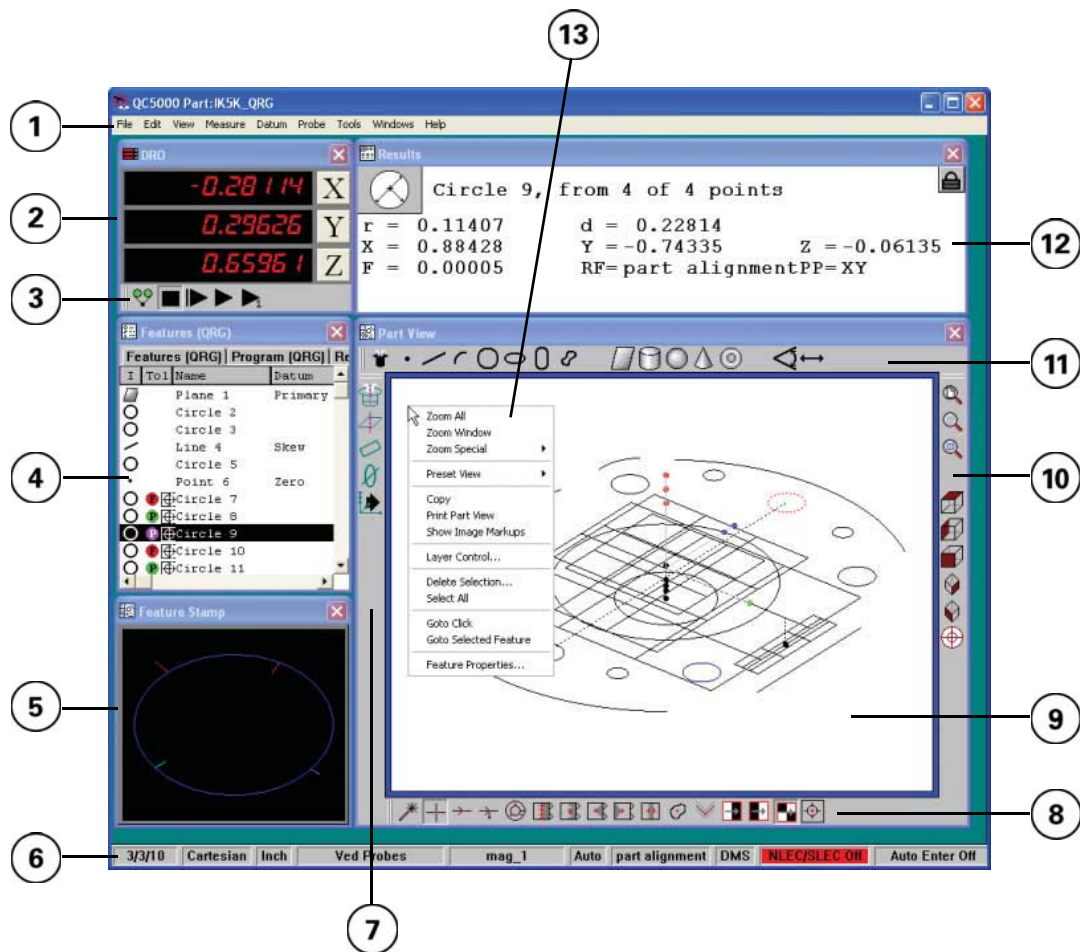 13
QC5000 Part:IK5K_QRG
1
File Edit View Measure Datum Probe Tools Windows Help
DRO
2
-0.28114 X
0.29626 Y
0.65961 Z
3
1
Results
Circle 9, from 4 of 4 points
r = 0.11407 d = 0.22814
X = 0.88428 Y =-0.74335 Z =-0.06135
F = 0.00005 RF=part alignmentPP=XY
12
Features (QRG)
Features (QRG) Program (QRG) Re
I Tol Name Datum
Plane 1 Primary
Circle 2
Circle 3
Line 4 Skew
Circle 5
4
Point 6 Zero
P Circle 7
P Circle 8
P Circle 9
P Circle 10
P Circle 11
Part View
11
Zoom All
Zoom Window
Zoom Special
Preset View
Copy
Print Part View
Show Image Markups
Layer Control...
Delete Selection...
Select All
Goto Click
Goto Selected Feature
Feature Properties...
10
Feature Stamp
5
9
8
6
3/3/10 Cartesian Inch Ved Probes mag_1 Auto part alignment DMS NLEC/SLEC Off Auto Enter Off
7